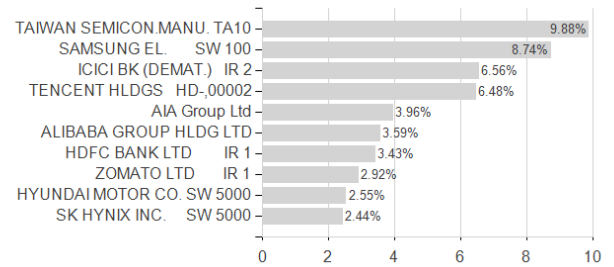 TAIWAN SEMICON.MANU. TA10 9.88%
SAMSUNG EL. SW 100 8.74%
ICICI BK (DEMAT.) IR 2 6.56%
TENCENT HLDGS HD-,00002 6.48%
AIA Group Ltd 3.96%
ALIBABA GROUP HLDG LTD 3.59%
HDFC BANK LTD IR 1 3.43%
ZOMATO LTD IR 1 2.92%
HYUNDAI MOTOR CO. SW 5000 2.55%
SK HYNIX INC. SW 5000 2.44%
0 2 4 6 8 10